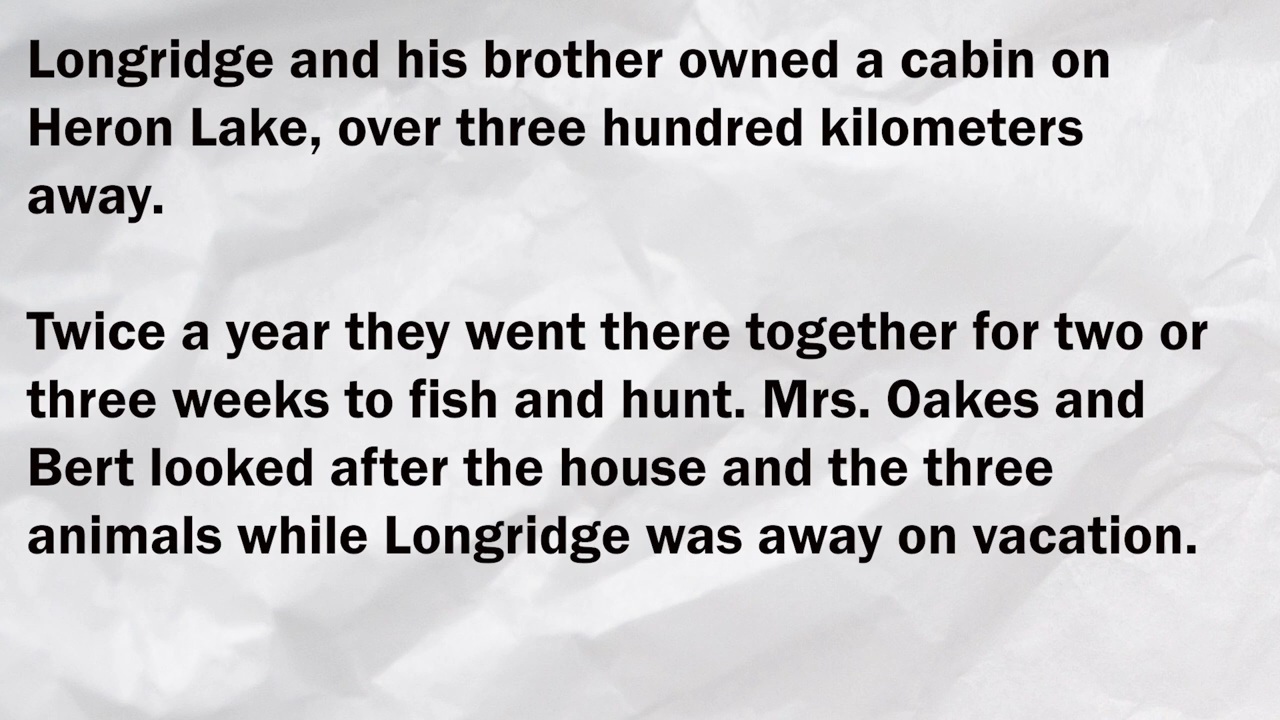 Longridge and his brother owned a cabin on
Heron Lake, over three hundred kilometers
away.
Twice a year they went there together for two or
three weeks to fish and hunt. Mrs. Oakes and
Bert looked after the house and the three
animals while Longridge was away on vacation.